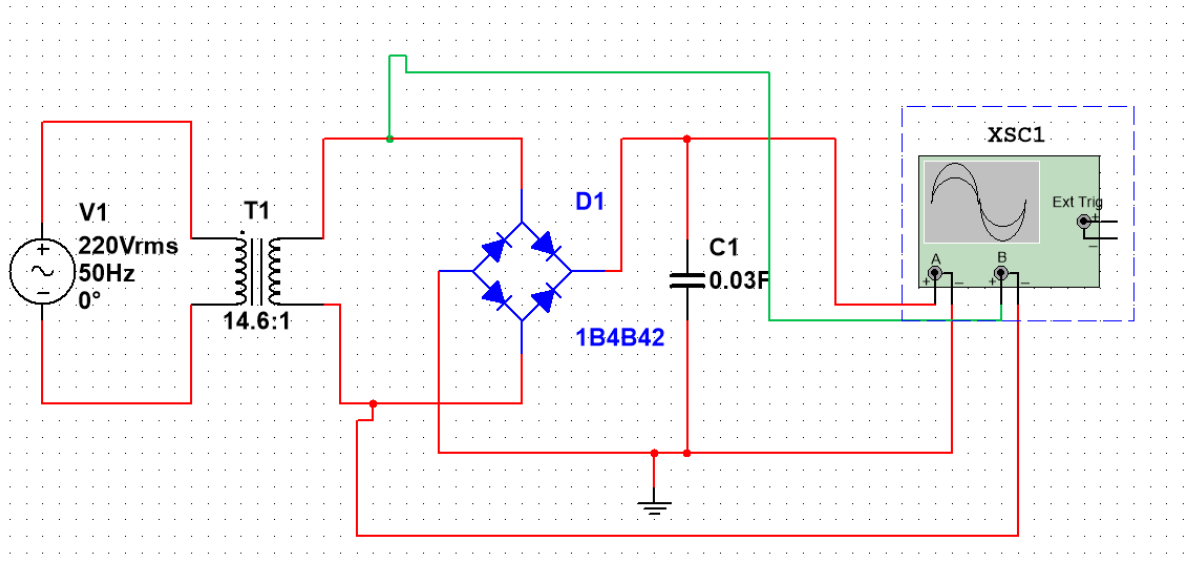 XSC1
Ext Trig
+
−
A
B
+
−
+
−
V1
220Vrms
50Hz
0°
T1
14.6:1
D1
1B4B42
C1
0.03F